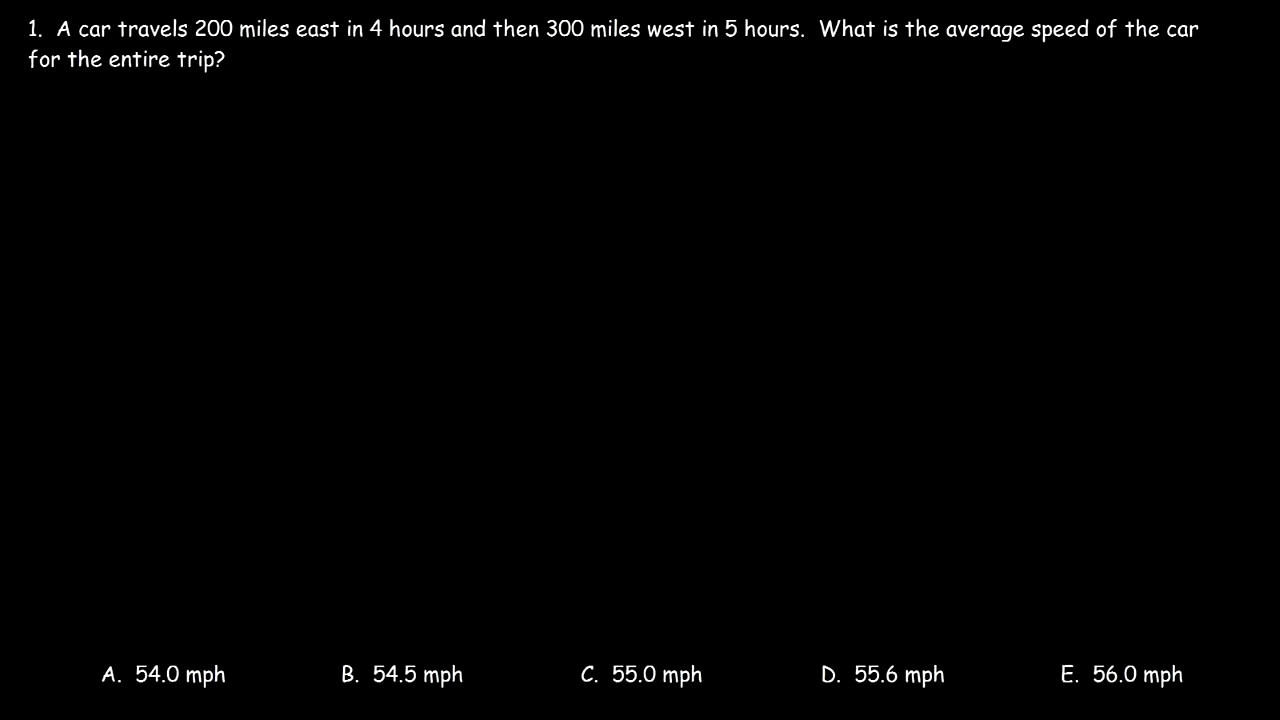 1.  A car travels 200 miles east in 4 hours and then 300 miles west in 5 hours.  What is the average speed of the car
for the entire trip?
A.  54.0 mph    B.  54.5 mph    C.  55.0 mph    D.  55.6 mph    E.  56.0 mph